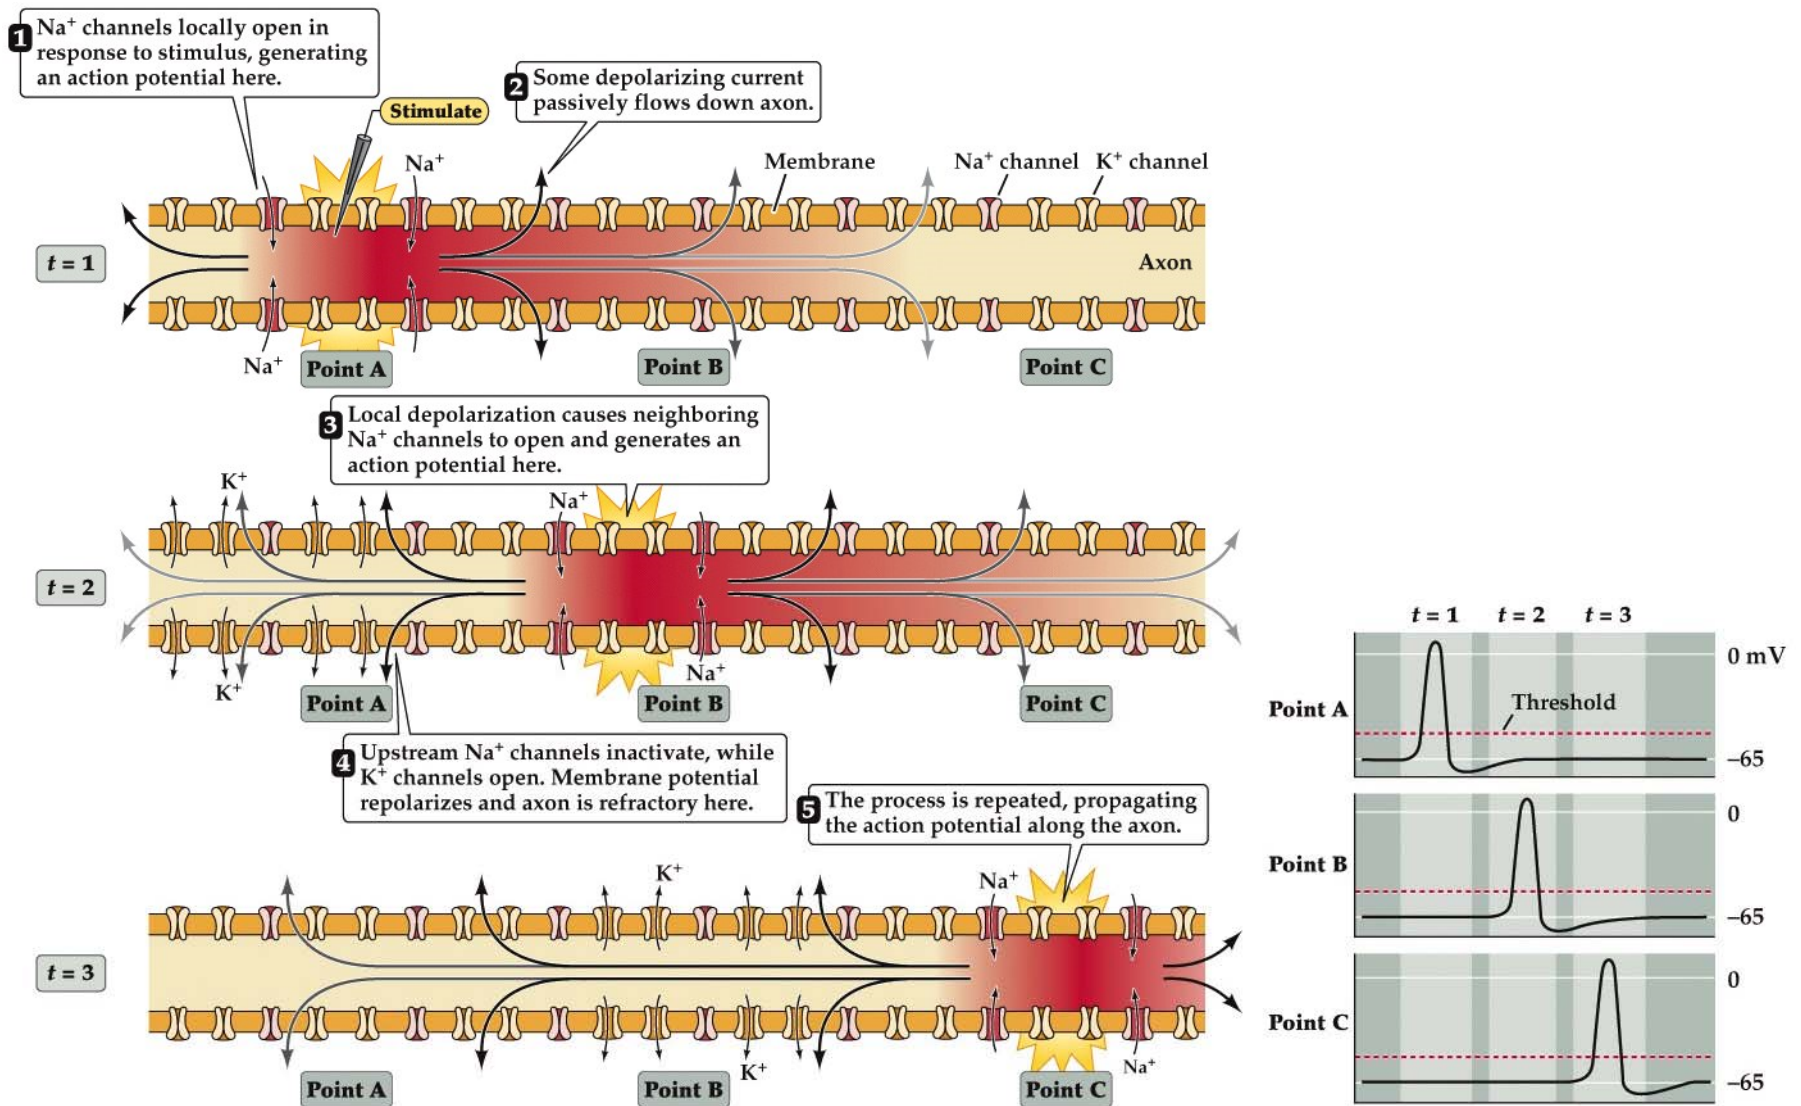 1
Na⁺ channels locally open in
response to stimulus, generating
an action potential here.
Stimulate
2
Some depolarizing current
passively flows down axon.
Na⁺
Membrane
Na⁺ channel
K⁺ channel
t = 1
Axon
Na⁺
Point A
Point B
Point C
3
Local depolarization causes neighboring
Na⁺ channels to open and generates an
action potential here.
K⁺
Na⁺
t = 2
K⁺
Na⁺
Point A
Point B
Point C
4
Upstream Na⁺ channels inactivate, while
K⁺ channels open. Membrane potential
repolarizes and axon is refractory here.
5
The process is repeated, propagating
the action potential along the axon.
K⁺
Na⁺
t = 3
K⁺
Na⁺
Point A
Point B
Point C
t = 1
t = 2
t = 3
0 mV
Point A
Threshold
–65
0
Point B
–65
0
Point C
–65